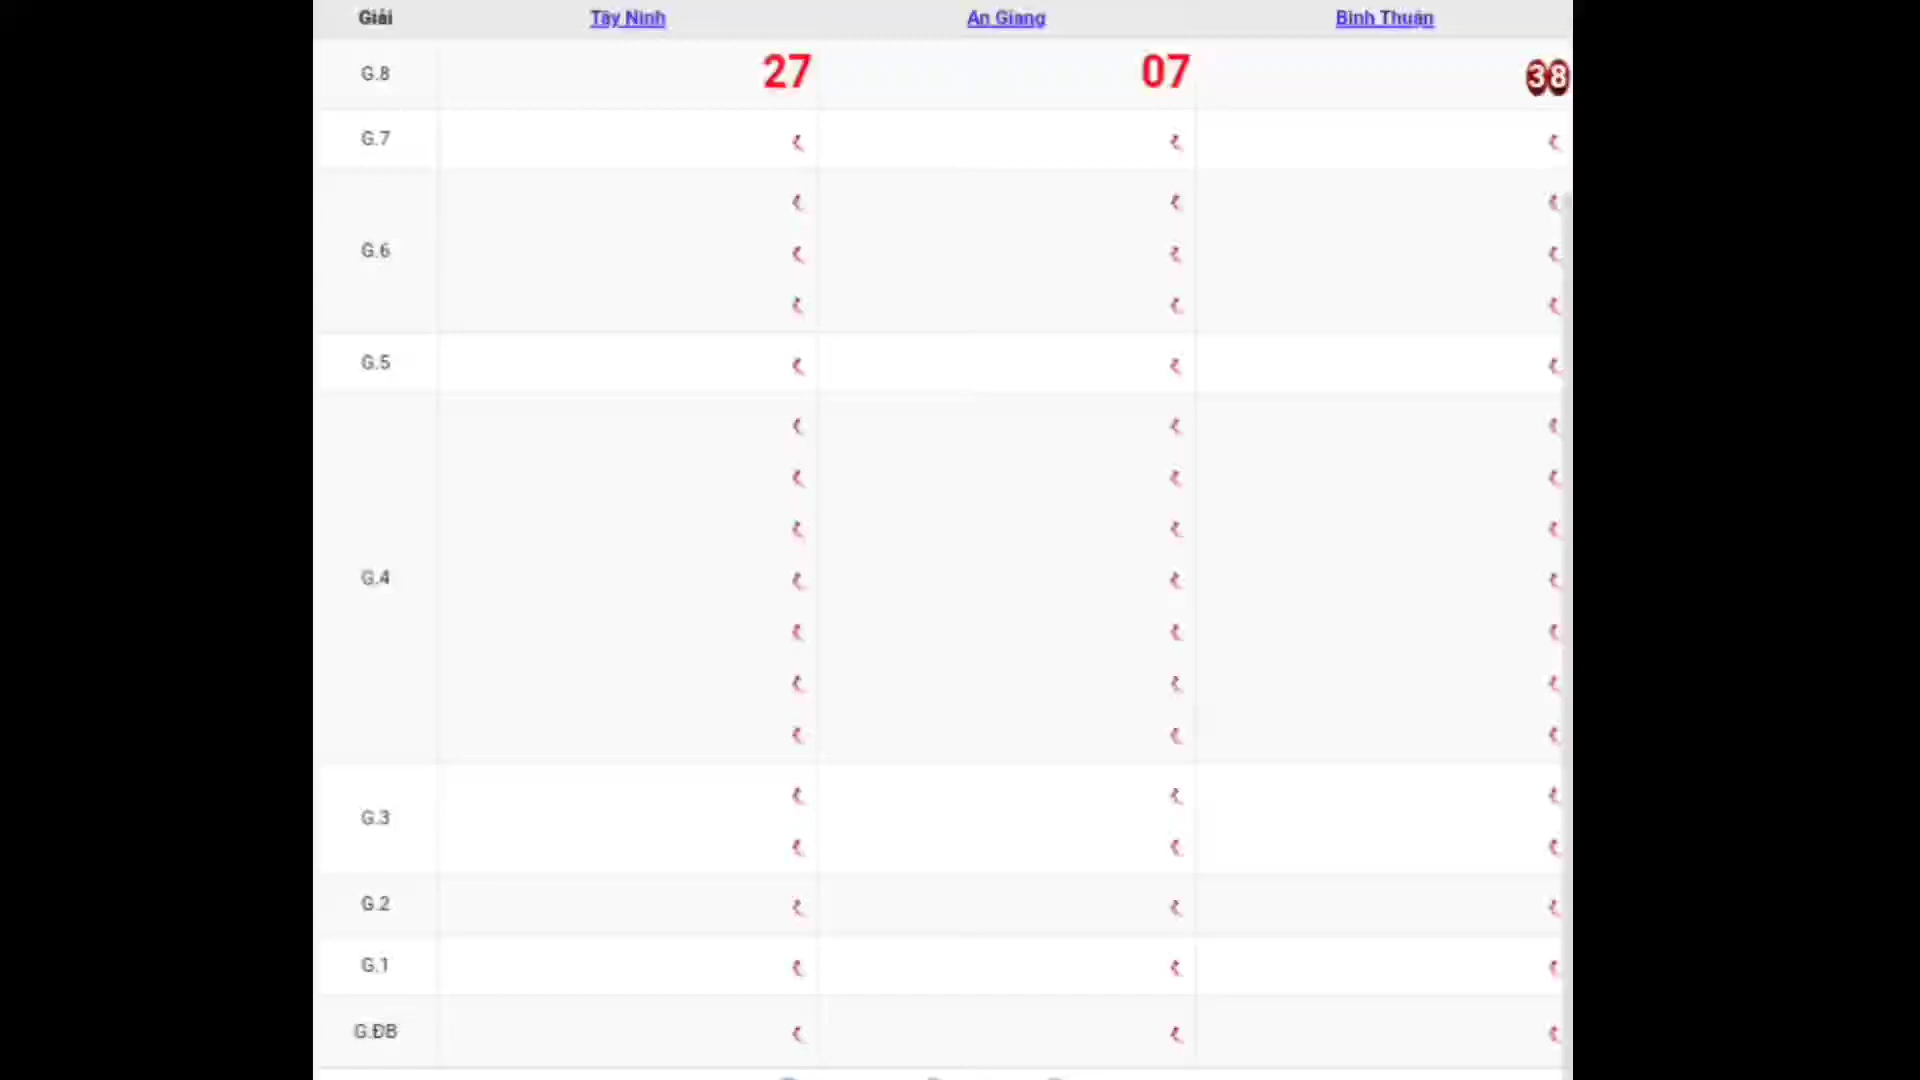 Giải Tây Ninh An Giang Bình Thuận
G.8 27 07 38
G.7
G.6
G.5
G.4
G.3
G.2
G.1
G.ĐB